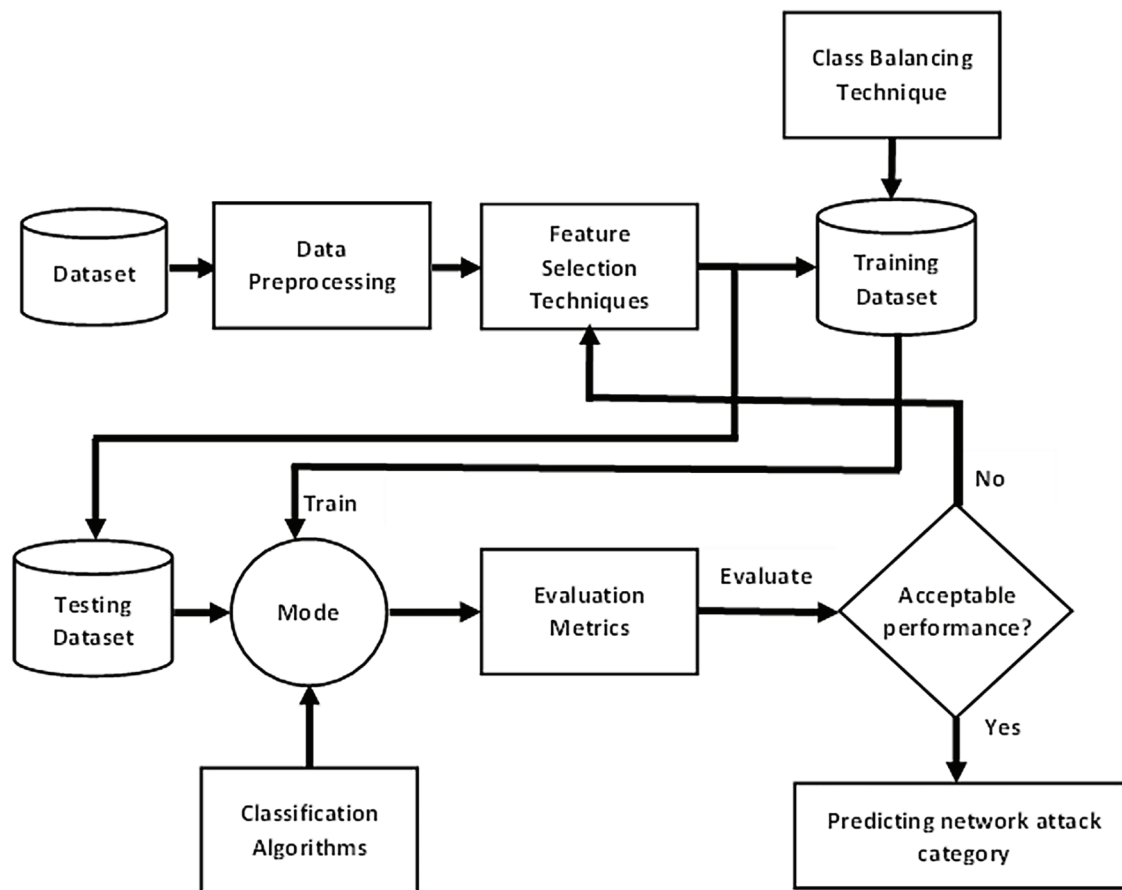 Class Balancing
Technique
Dataset
Data
Preprocessing
Feature
Selection
Techniques
Training
Dataset
Train
No
Testing
Dataset
Mode
Evaluation
Metrics
Evaluate
Acceptable
performance?
Yes
Classification
Algorithms
Predicting network attack
category